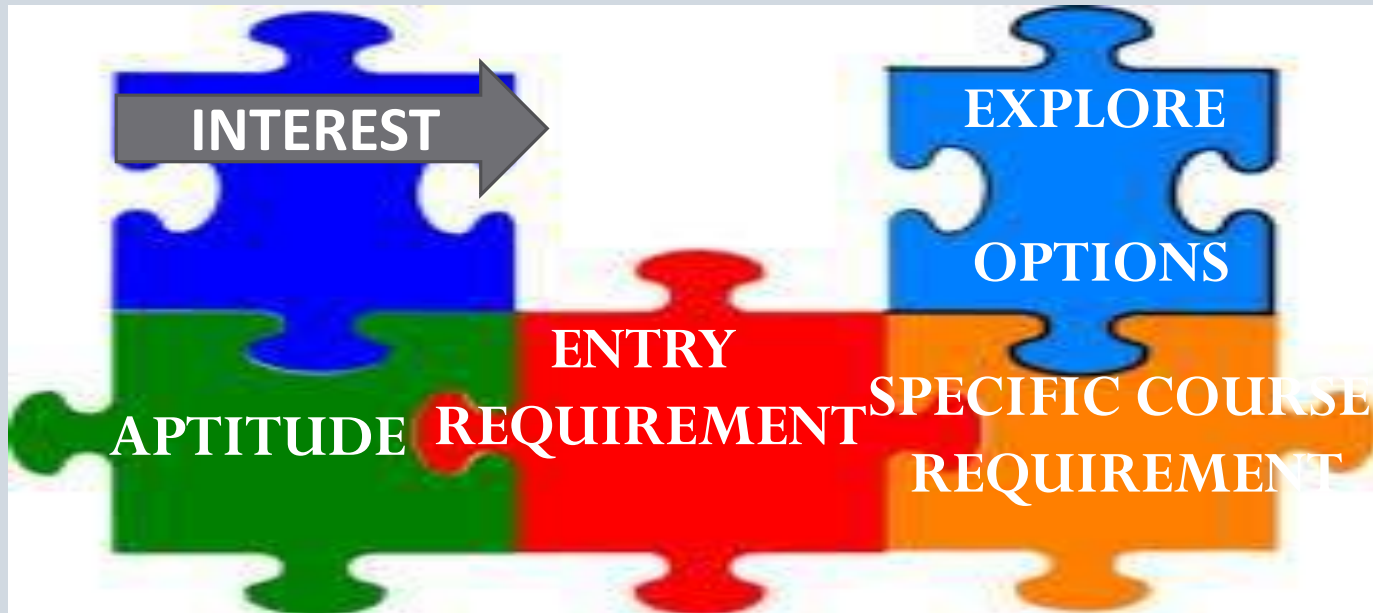 INTEREST
EXPLORE
OPTIONS
APTITUDE
ENTRY
REQUIREMENT
SPECIFIC COURSE
REQUIREMENT